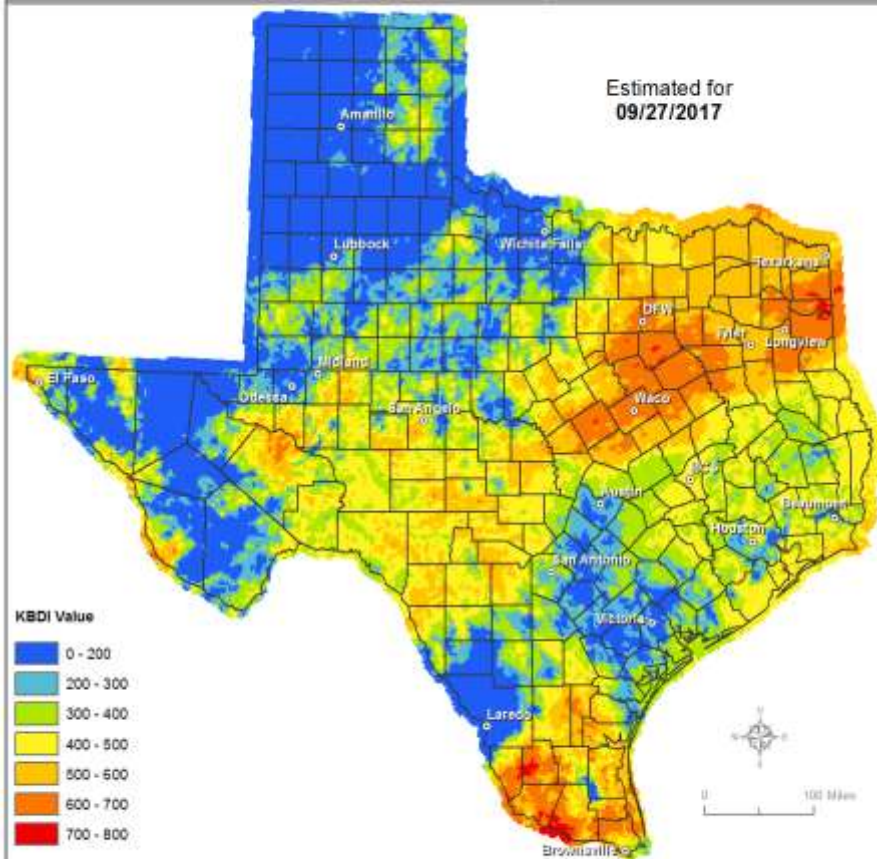 Estimated for
09/27/2017
Amarillo
Lubbock
Wichita Falls
Texarkana
DFW
Tyler
Longview
Midland
El Paso
Odessa
San Angelo
Waco
BCS
Austin
Beaumont
Houston
San Antonio
Victoria
KBDI Value
0 - 200
200 - 300
300 - 400
400 - 500
500 - 600
600 - 700
700 - 800
Laredo
0 100 Miles
Brownsville